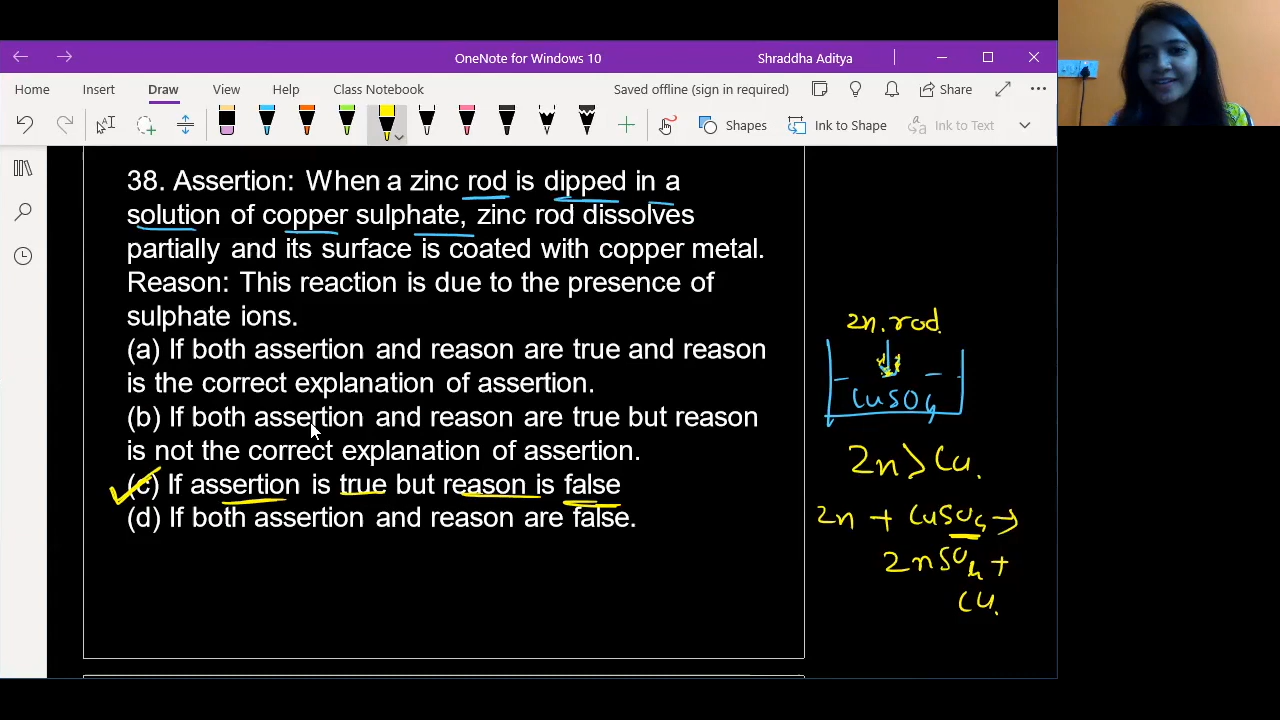 OneNote for Windows 10
Shraddha Aditya
Home Insert Draw View Help Class Notebook
Saved offline (sign in required) Share
Shapes Ink to Shape Ink to Text
38. Assertion: When a zinc rod is dipped in a
solution of copper sulphate, zinc rod dissolves
partially and its surface is coated with copper metal.
Reason: This reaction is due to the presence of
sulphate ions.
(a) If both assertion and reason are true and reason
is the correct explanation of assertion.
(b) If both assertion and reason are true but reason
is not the correct explanation of assertion.
(c) If assertion is true but reason is false
(d) If both assertion and reason are false.
Zn. rod
CuSO4
Zn > Cu.
Zn + CuSO4 →
ZnSO4 +
Cu.